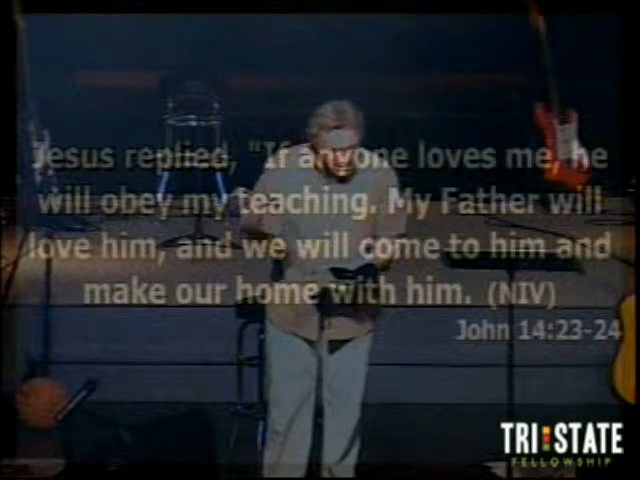 Jesus replied, "If anyone loves me, he
will obey my teaching. My Father will
love him, and we will come to him and
make our home with him. (NIV)
John 14:23-24
TRI STATE
FELLOWSHIP